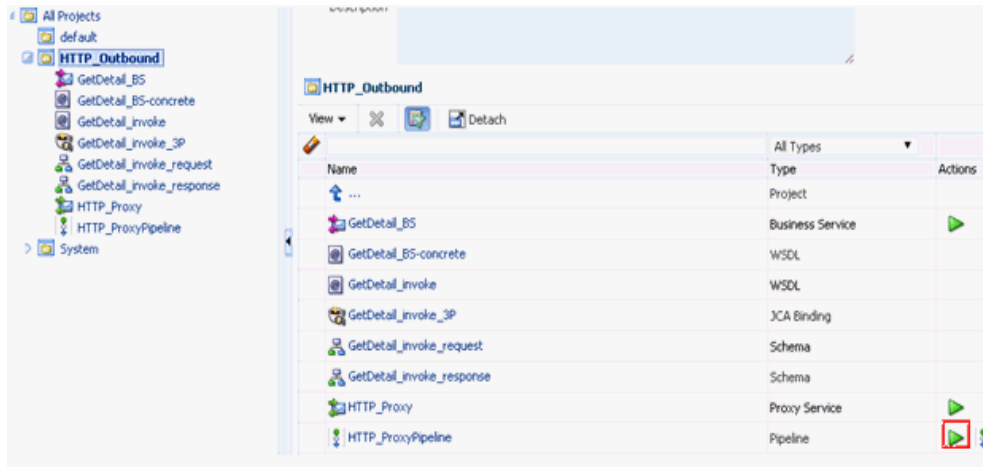 All Projects
default
HTTP_Outbound
GetDetail_BS
GetDetail_BS-concrete
GetDetail_invoke
GetDetail_invoke_3P
GetDetail_invoke_request
GetDetail_invoke_response
HTTP_Proxy
HTTP_ProxyPipeline
System
Description
HTTP_Outbound
View Detach
All Types
Name Type Actions
... Project
GetDetail_BS Business Service
GetDetail_BS-concrete WSDL
GetDetail_invoke WSDL
GetDetail_invoke_3P JCA Binding
GetDetail_invoke_request Schema
GetDetail_invoke_response Schema
HTTP_Proxy Proxy Service
HTTP_ProxyPipeline Pipeline